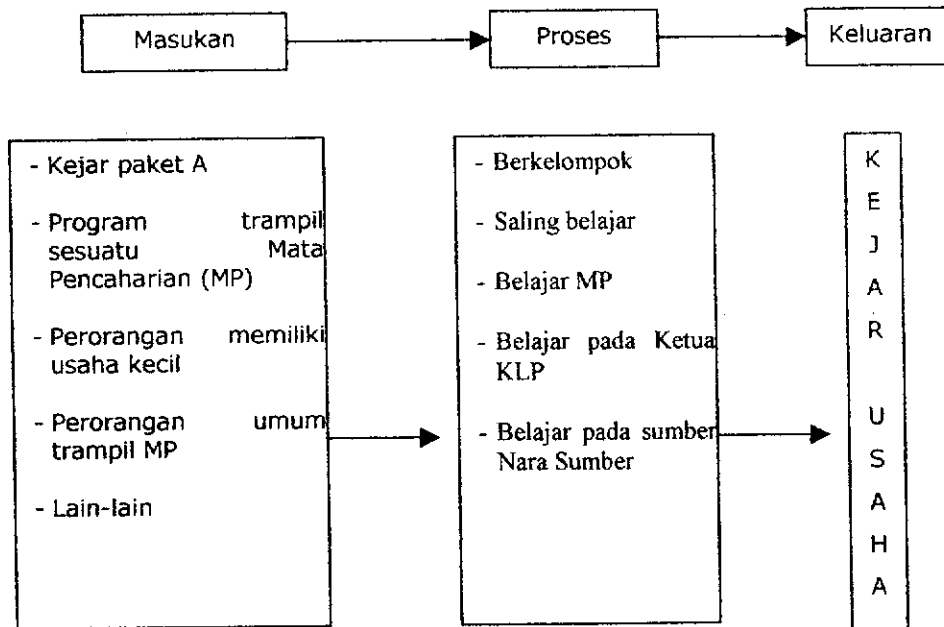 Masukan
Proses
Keluaran
- Kejar paket A
- Program trampil
sesuatu Mata
Pencaharian (MP)
- Perorangan memiliki
usaha kecil
- Perorangan umum
trampil MP
- Lain-lain
- Berkelompok
- Saling belajar
- Belajar MP
- Belajar pada Ketua
KLP
- Belajar pada sumber
Nara Sumber
K
E
J
A
R
U
S
A
H
A